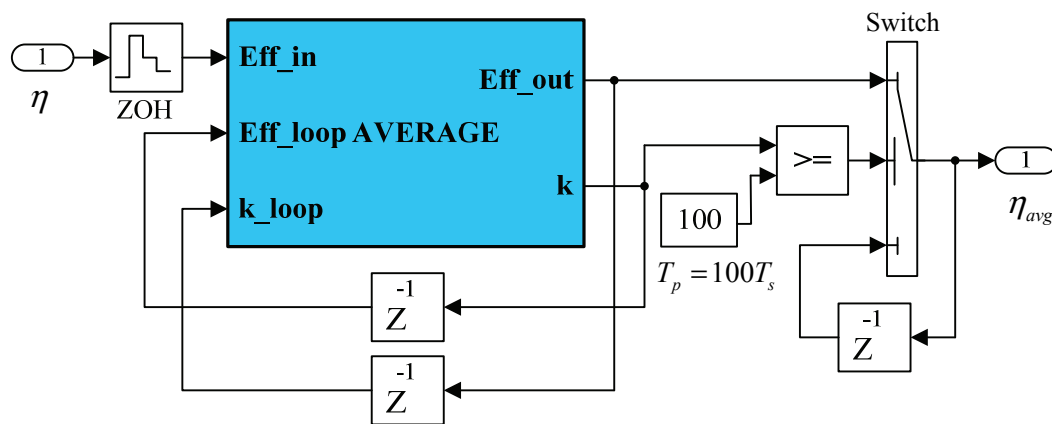 Switch
1
η
ZOH
Eff_in
Eff_out
Eff_loop AVERAGE
k
k_loop
>=
100
T_p = 100T_s
1
η_avg
Z^-1
Z^-1
Z^-1